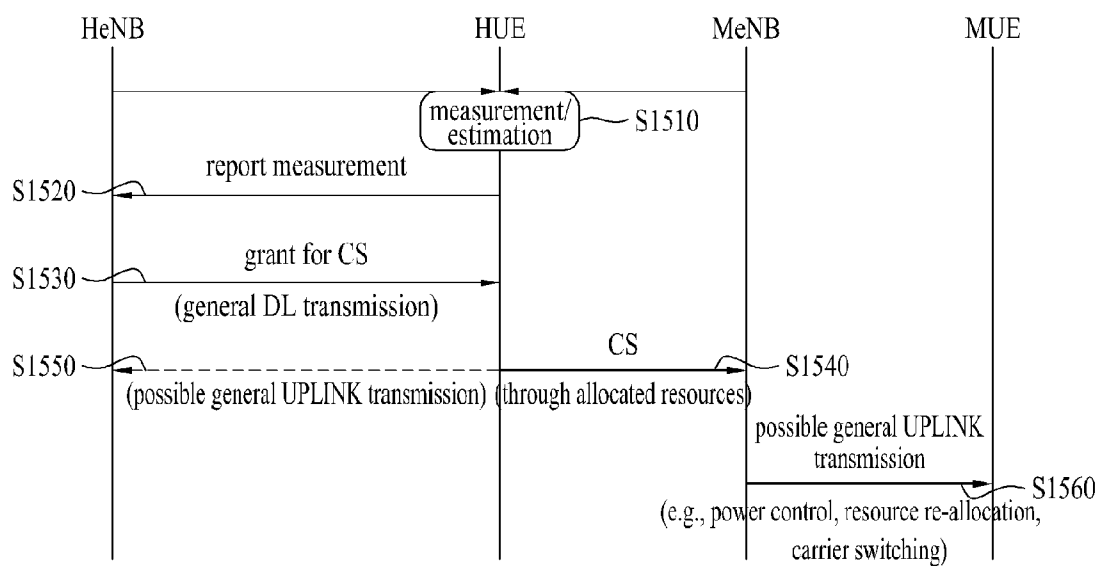 HeNB
HUE
MeNB
MUE
measurement/
estimation
S1510
report measurement
S1520
grant for CS
S1530
(general DL transmission)
CS
S1550
S1540
(possible general UPLINK transmission)
(through allocated resources)
possible general UPLINK
transmission
S1560
(e.g., power control, resource re-allocation,
carrier switching)